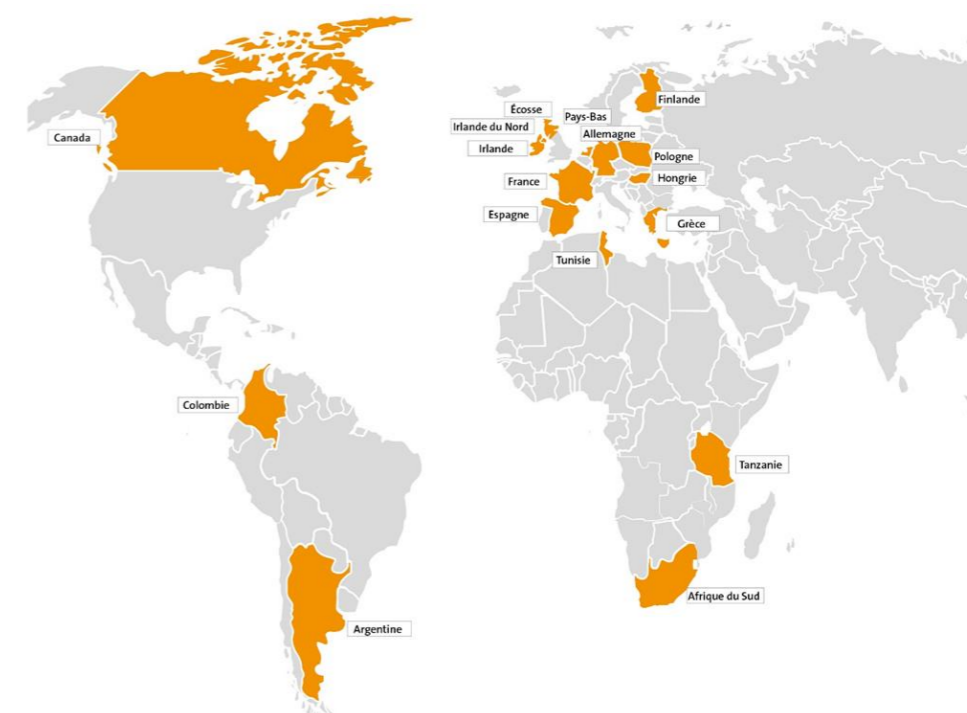 Canada
Colombie
Argentine
Finlande
Écosse
Pays-Bas
Irlande du Nord
Allemagne
Irlande
Pologne
France
Hongrie
Espagne
Grèce
Tunisie
Tanzanie
Afrique du Sud